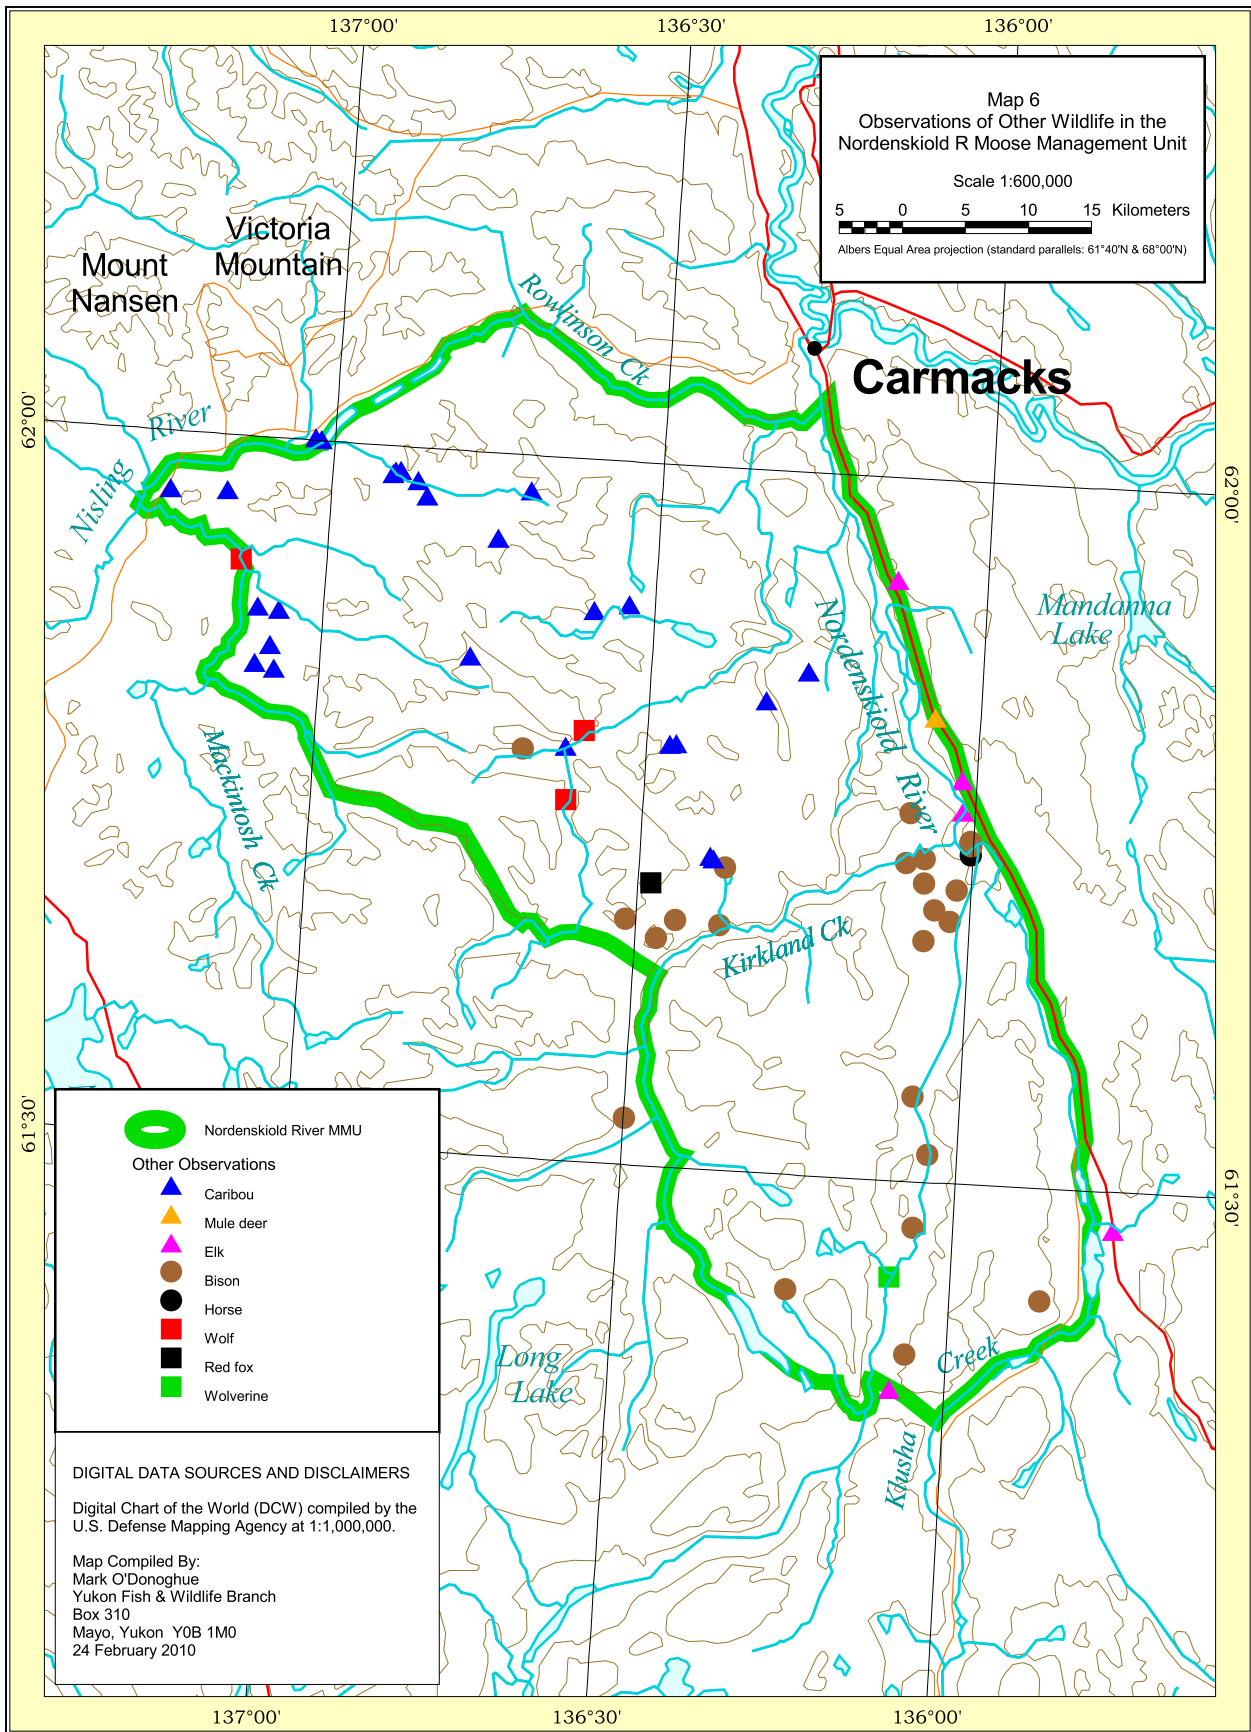 137°00'
136°30'
136°00'
Map 6
Observations of Other Wildlife in the
Nordenskiold R Moose Management Unit
Scale 1:600,000
5 0 5 10 15 Kilometers
Albers Equal Area projection (standard parallels: 61°40'N & 68°00'N)
Victoria
Mountain
Mount
Nansen
Rowlinson Ck
Carmacks
62°00'
River
Nisling
62°00'
Mandanna
Lake
Nordenskiold River
Mackintosh Ck
Kirkland Ck
61°30'
61°30'
Nordenskiold River MMU
Other Observations
Caribou
Mule deer
Elk
Bison
Horse
Wolf
Red fox
Wolverine
Long
Lake
Creek
Klusha
DIGITAL DATA SOURCES AND DISCLAIMERS
Digital Chart of the World (DCW) compiled by the
U.S. Defense Mapping Agency at 1:1,000,000.
Map Compiled By:
Mark O'Donoghue
Yukon Fish & Wildlife Branch
Box 310
Mayo, Yukon Y0B 1M0
24 February 2010
137°00'
136°30'
136°00'